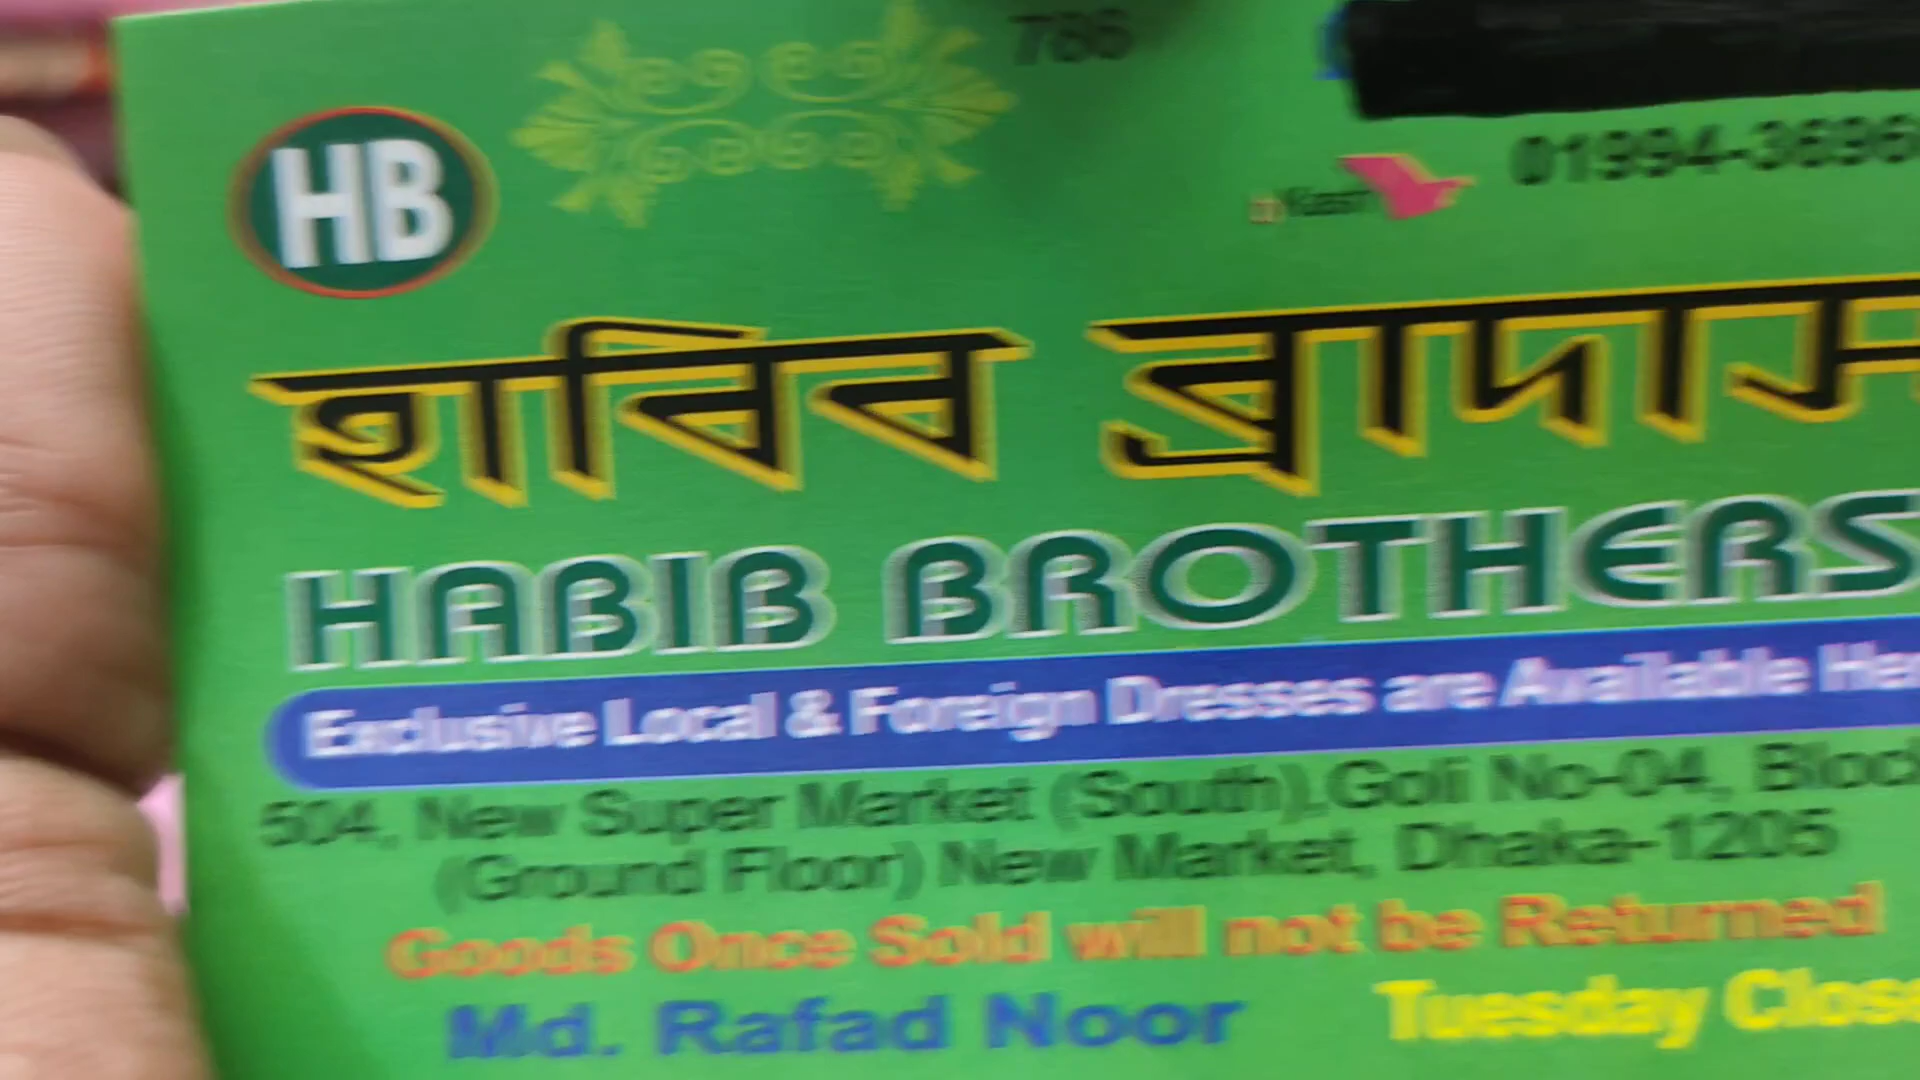 786
01994-3696
HB
bKash
হাবিব ব্রাদার্স
HABIB BROTHERS
Exclusive Local & Foreign Dresses are Available Her
504, New Super Market (South),Goli No-04, Block
(Ground Floor) New Market, Dhaka-1205
Goods Once Sold will not be Returned
Md. Rafad Noor
Tuesday Close